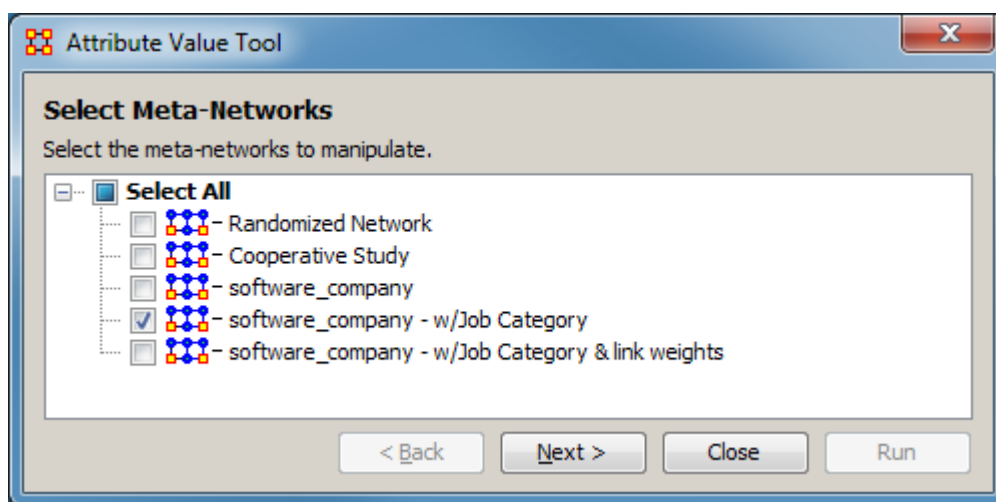 Attribute Value Tool
Select Meta-Networks
Select the meta-networks to manipulate.
Select All
Randomized Network
Cooperative Study
software_company
software_company - w/Job Category
software_company - w/Job Category & link weights
< Back Next > Close Run